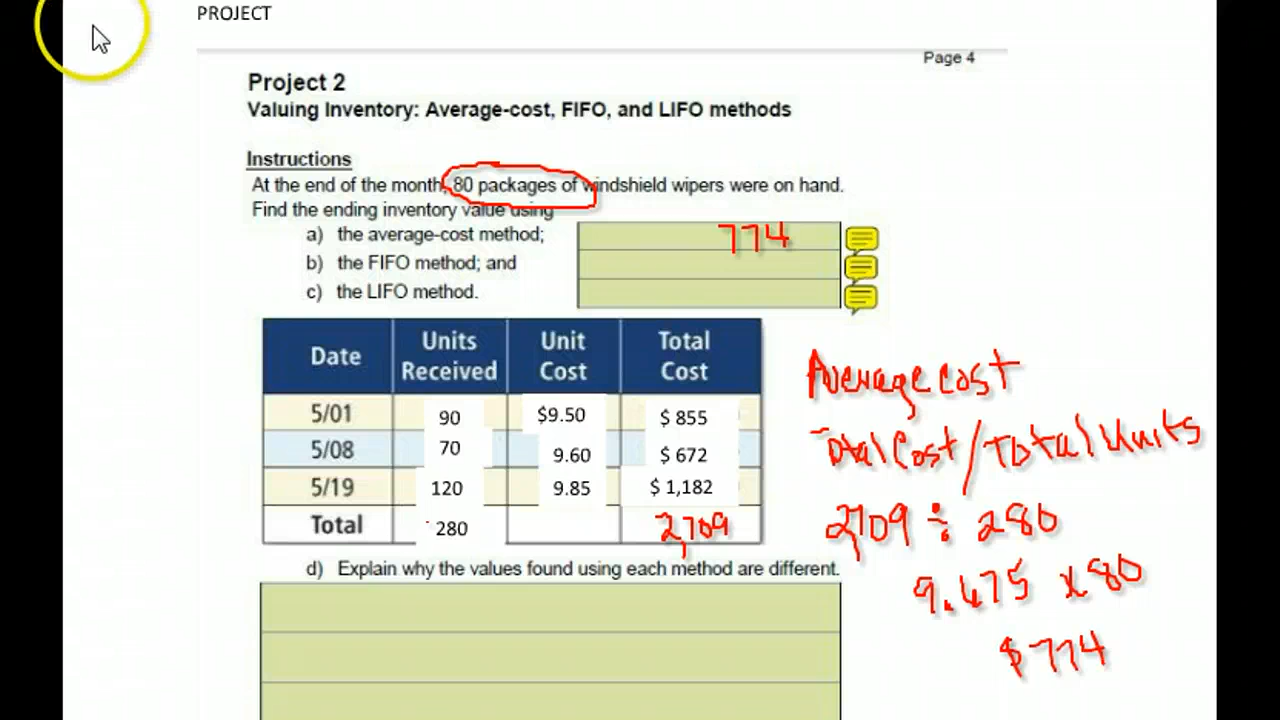 PROJECT
Page 4
Project 2
Valuing Inventory: Average-cost, FIFO, and LIFO methods
Instructions
At the end of the month, 80 packages of windshield wipers were on hand.
Find the ending inventory value using
a) the average-cost method; 774
b) the FIFO method; and
c) the LIFO method.
Date Units Received Unit Cost Total Cost
5/01 90 $9.50 $ 855
5/08 70 9.60 $ 672
5/19 120 9.85 $ 1,182
Total 280 2,709
d) Explain why the values found using each method are different.
Average Cost
Total Cost / Total Units
2,709 ÷ 280
9.675 x 80
$774